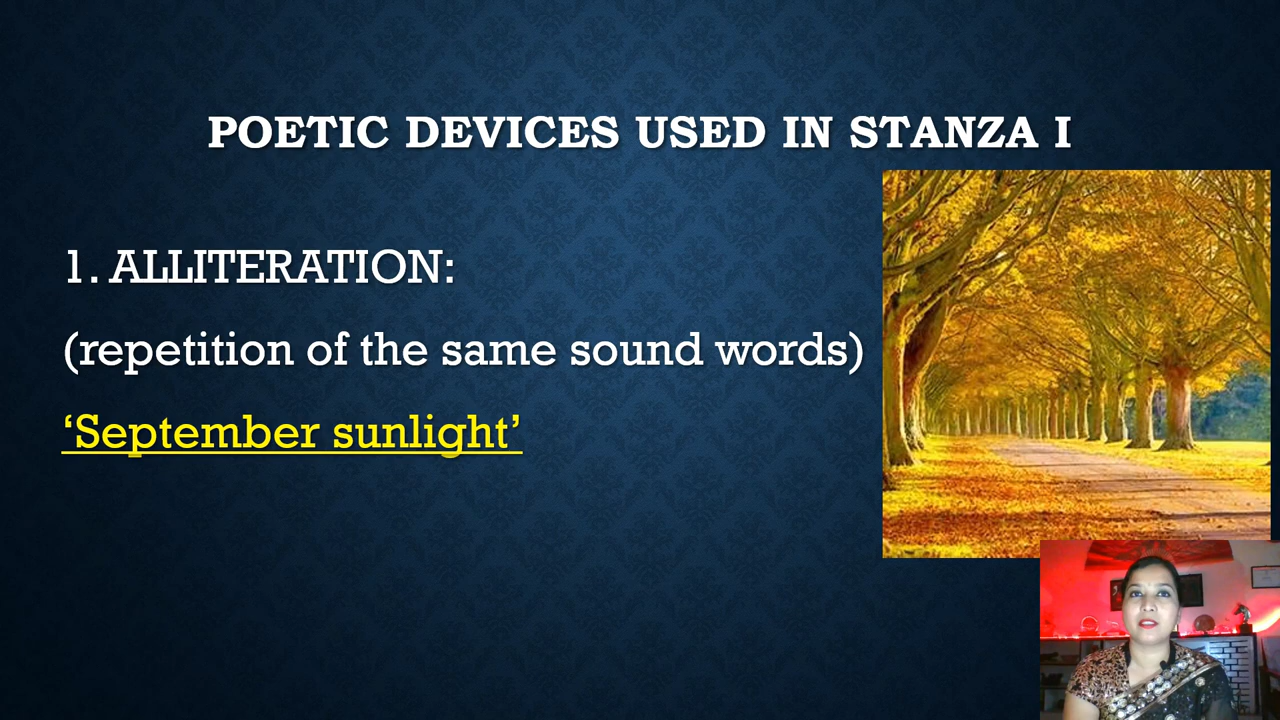 POETIC DEVICES USED IN STANZA I
1. ALLITERATION:
(repetition of the same sound words)
‘September sunlight’